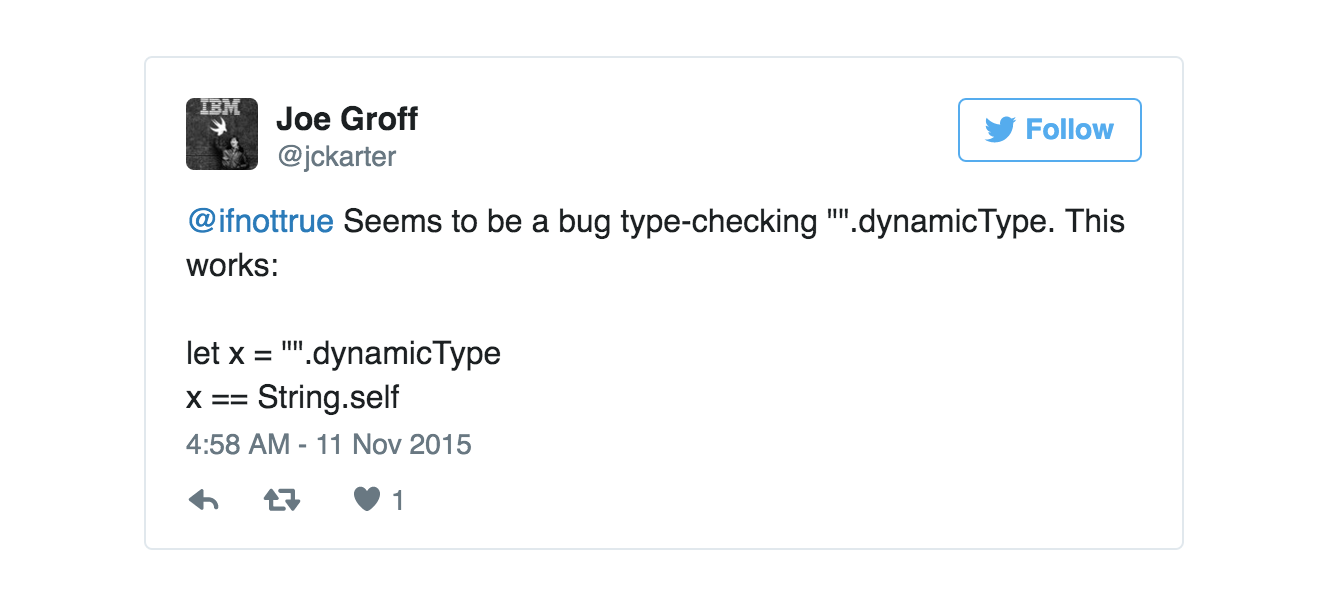 IBM
Joe Groff
@jckarter
Follow
@ifnottrue Seems to be a bug type-checking "".dynamicType. This
works:
let x = "".dynamicType
x == String.self
4:58 AM - 11 Nov 2015
1